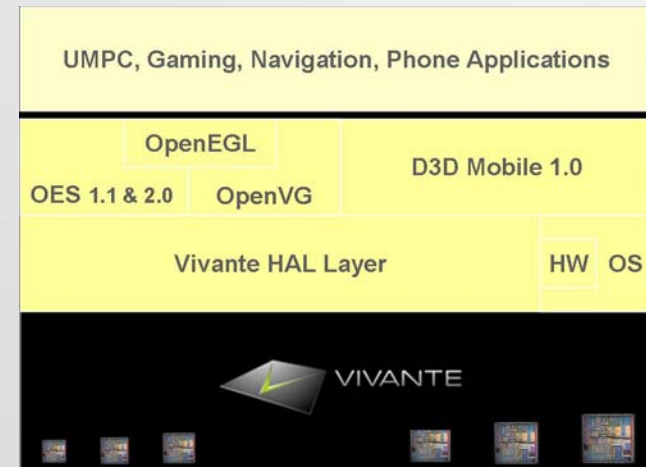 UMPC, Gaming, Navigation, Phone Applications
OpenEGL
D3D Mobile 1.0
OES 1.1 & 2.0 OpenVG
Vivante HAL Layer HW OS
VIVANTE